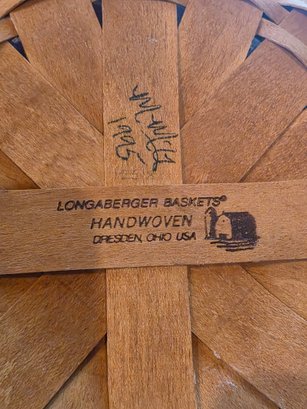 1995
LONGABERGER BASKETS®
HANDWOVEN
DRESDEN, OHIO USA